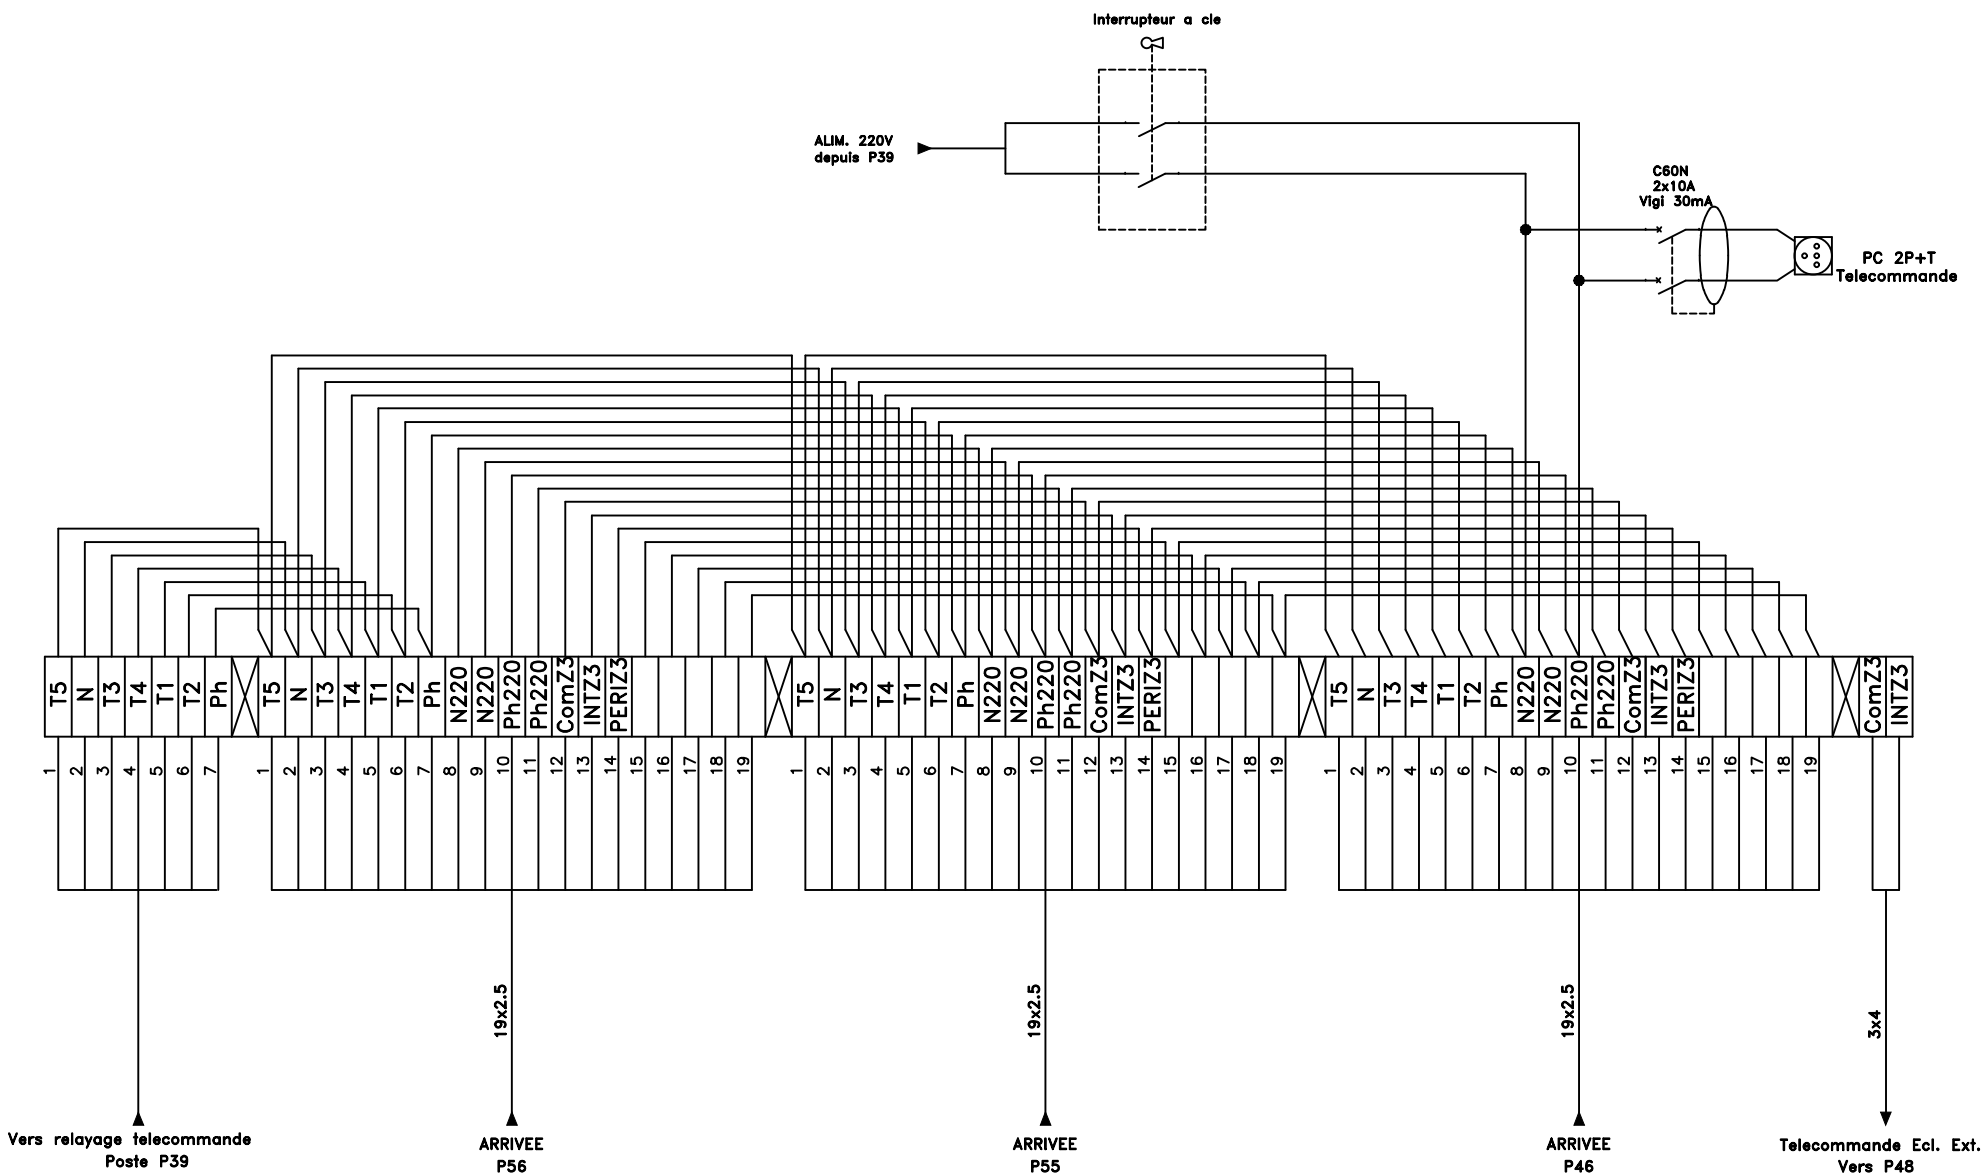 Interrupteur a cle
ALIM. 220V
depuis P39
C60N
2x10A
Vigi 30mA
PC 2P+T
Telecommande
T5 N T3 T4 T1 T2 Ph T5 N T3 T4 T1 T2 Ph N220 N220 Ph220 Ph220 ComZ3 INTZ3 PERIZ3 T5 N T3 T4 T1 T2 Ph N220 N220 Ph220 Ph220 ComZ3 INTZ3 PERIZ3 T5 N T3 T4 T1 T2 Ph N220 N220 Ph220 Ph220 ComZ3 INTZ3 PERIZ3 ComZ3 INTZ3
1 2 3 4 5 6 7 1 2 3 4 5 6 7 8 9 10 11 12 13 14 15 16 17 18 19 1 2 3 4 5 6 7 8 9 10 11 12 13 14 15 16 17 18 19 1 2 3 4 5 6 7 8 9 10 11 12 13 14 15 16 17 18 19
19x2.5 19x2.5 19x2.5 3x4
Vers relayage telecommande
Poste P39
ARRIVEE
P56
ARRIVEE
P55
ARRIVEE
P46
Telecommande Ecl. Ext.
Vers P48